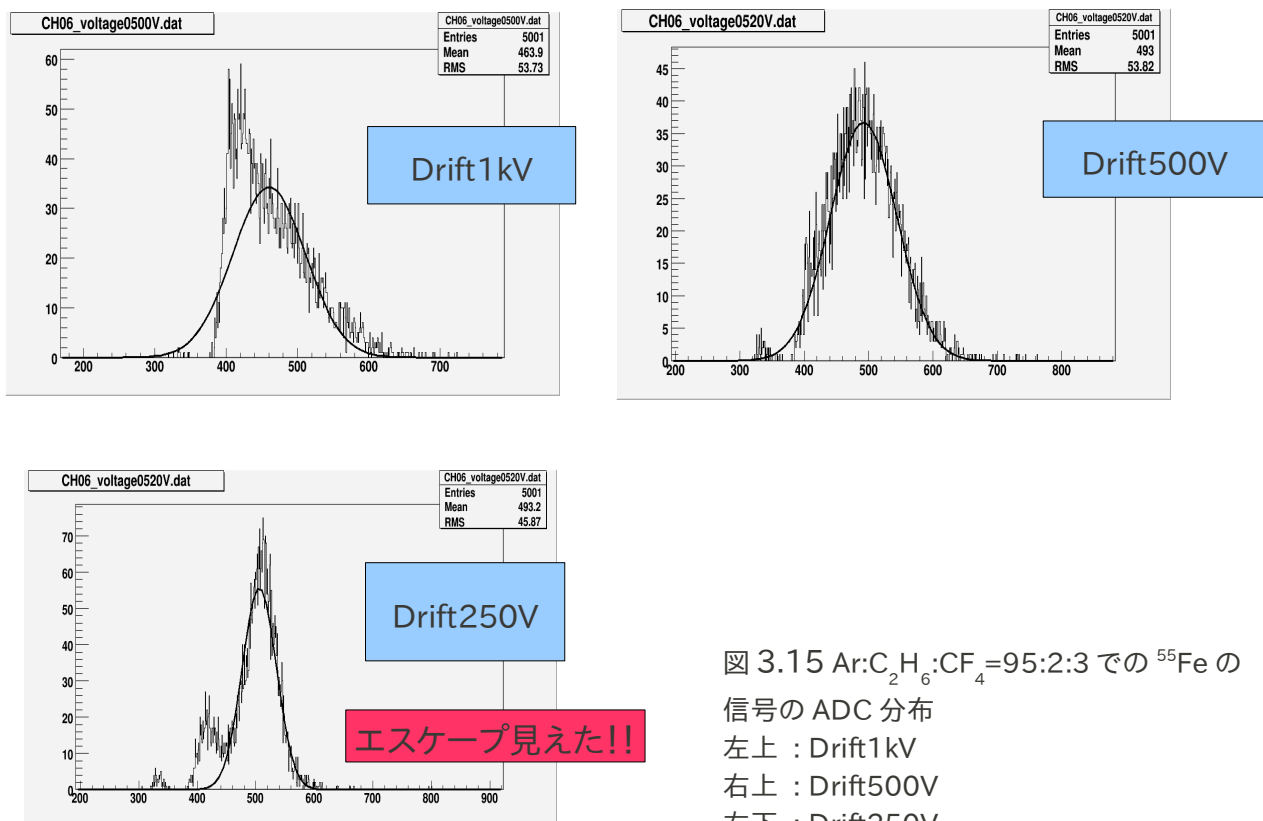 CH06_voltage0500V.dat
CH06_voltage0500V.dat
Entries 5001
Mean 463.9
RMS 53.73
60
50
40
30
20
10
0
200 300 400 500 600 700
Drift1kV
CH06_voltage0520V.dat
CH06_voltage0520V.dat
Entries 5001
Mean 493
RMS 53.82
45
40
35
30
25
20
15
10
5
0
200 300 400 500 600 700 800
Drift500V
CH06_voltage0520V.dat
CH06_voltage0520V.dat
Entries 5001
Mean 493.2
RMS 45.87
70
60
50
40
30
20
10
0
200 300 400 500 600 700 800 900
Drift250V
エスケープ見えた!!
図 3.15 Ar:C₂H₆:CF₄=95:2:3 での ⁵⁵Fe の
信号の ADC 分布
左上 : Drift1kV
右上 : Drift500V
右下 : Drift250V